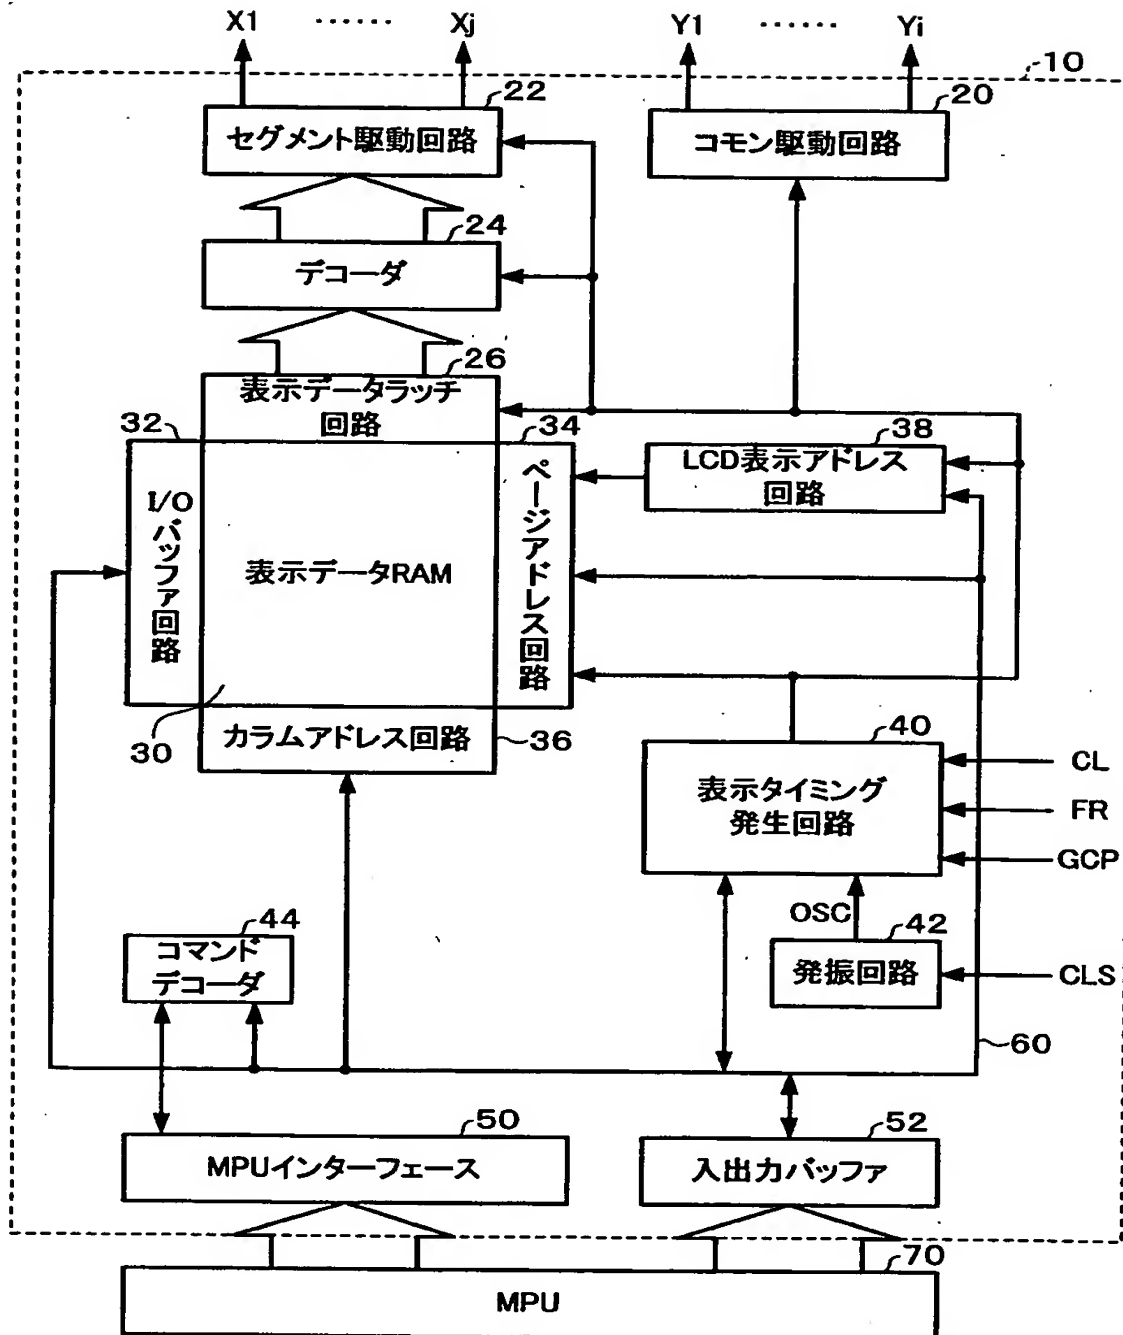 X1 …… Xj
Y1 …… Yi
10
22
セグメント駆動回路
20
コモン駆動回路
24
デコーダ
26
表示データラッチ
回路
32
I/Oバッファ回路
34
ページアドレス回路
38
LCD表示アドレス
回路
表示データRAM
30
カラムアドレス回路
36
40
表示タイミング
発生回路
CL
FR
GCP
OSC
42
発振回路
CLS
44
コマンド
デコーダ
60
50
MPUインターフェース
52
入出力バッファ
70
MPU